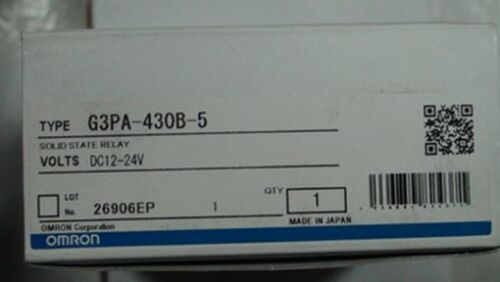 TYPE G3PA-430B-5
SOLID STATE RELAY
VOLTS DC12-24V
LOT No. 26906EP 1 QTY 1
MADE IN JAPAN
OMRON Corporation
OMRON